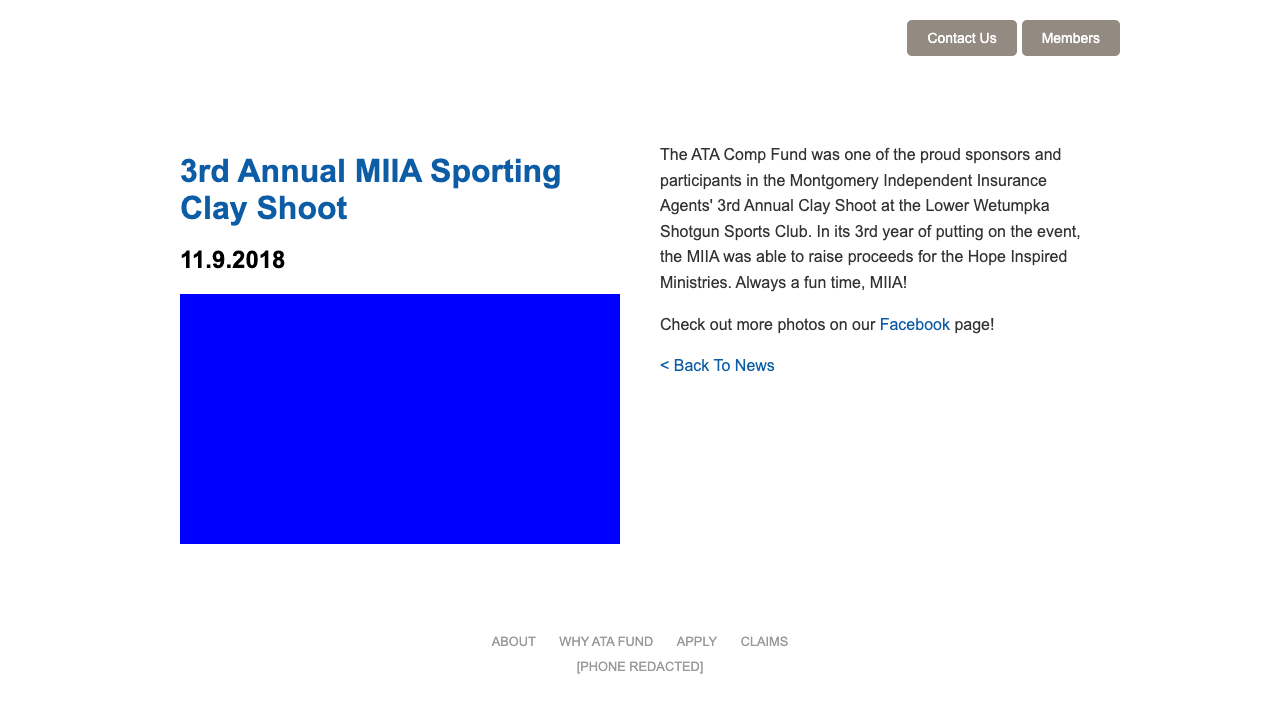 Contact Us Members
3rd Annual MIIA Sporting
Clay Shoot
11.9.2018
The ATA Comp Fund was one of the proud sponsors and
participants in the Montgomery Independent Insurance
Agents' 3rd Annual Clay Shoot at the Lower Wetumpka
Shotgun Sports Club. In its 3rd year of putting on the event,
the MIIA was able to raise proceeds for the Hope Inspired
Ministries. Always a fun time, MIIA!
Check out more photos on our Facebook page!
< Back To News
ABOUT WHY ATA FUND APPLY CLAIMS
[PHONE REDACTED]